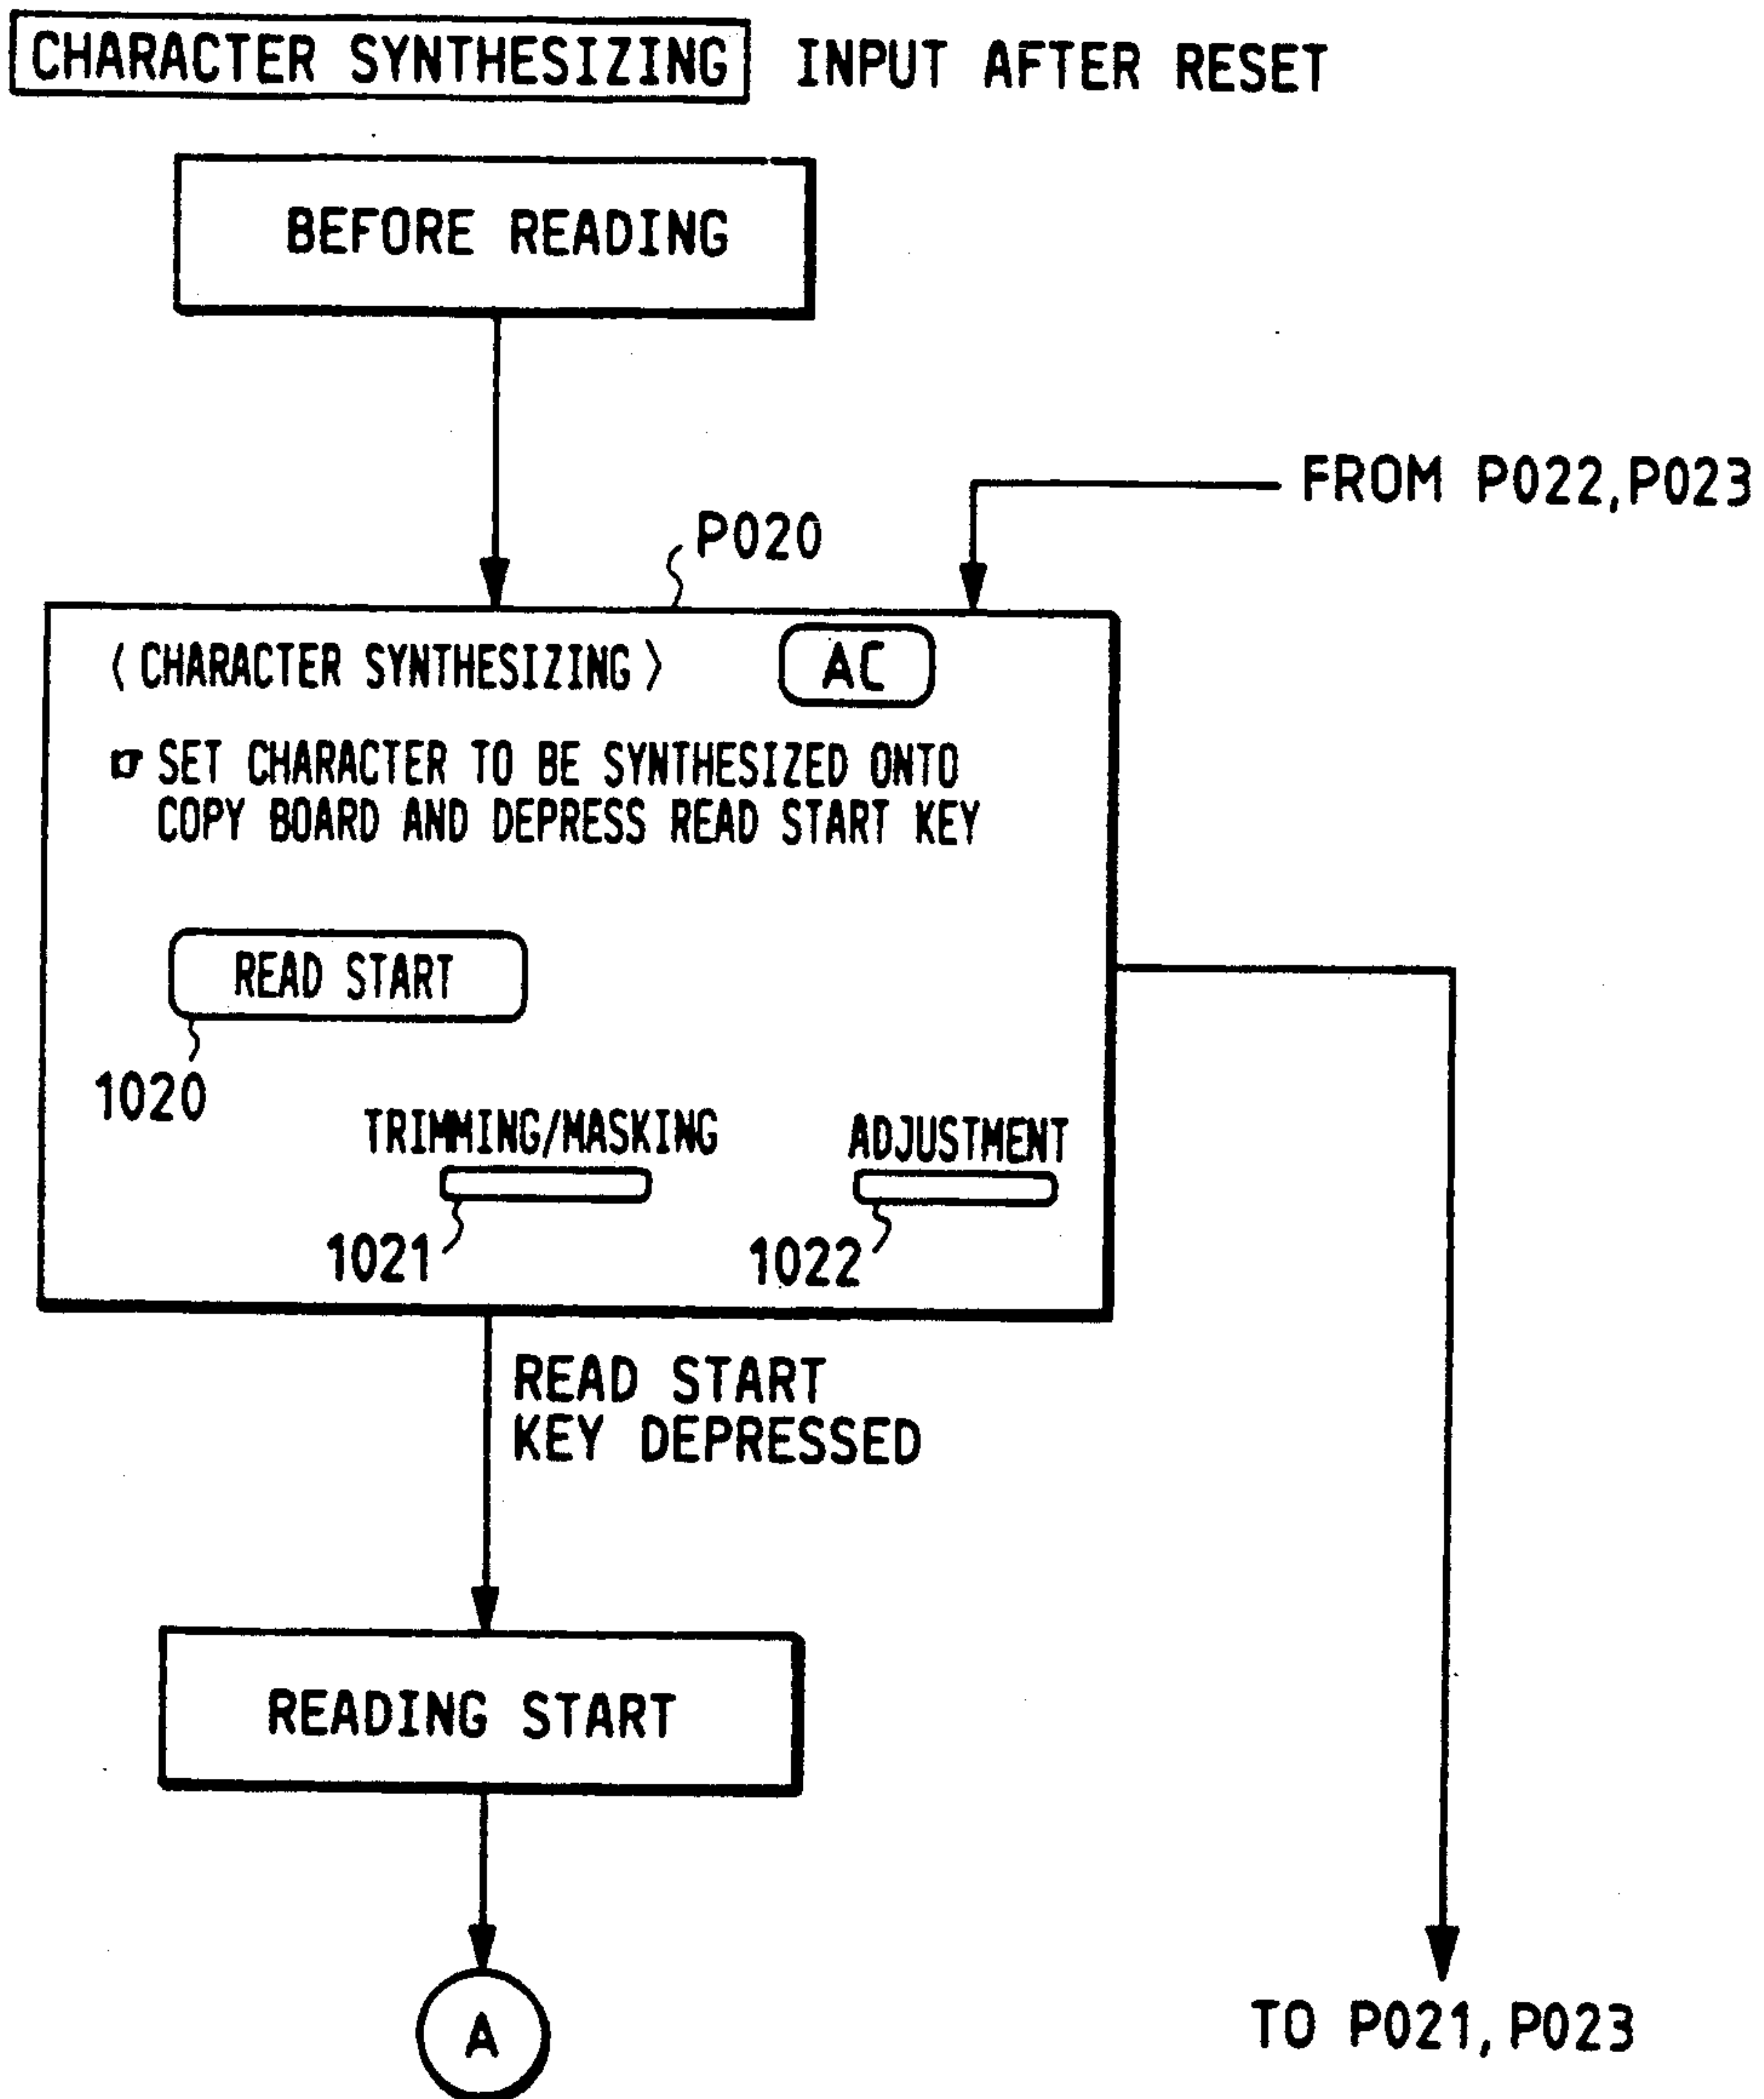 CHARACTER SYNTHESIZING INPUT AFTER RESET
BEFORE READING
FROM P022, P023
P020
〈 CHARACTER SYNTHESIZING 〉 AC
☞ SET CHARACTER TO BE SYNTHESIZED ONTO
COPY BOARD AND DEPRESS READ START KEY
READ START
1020
TRIMMING/MASKING ADJUSTMENT
1021 1022
READ START
KEY DEPRESSED
READING START
A
TO P021, P023